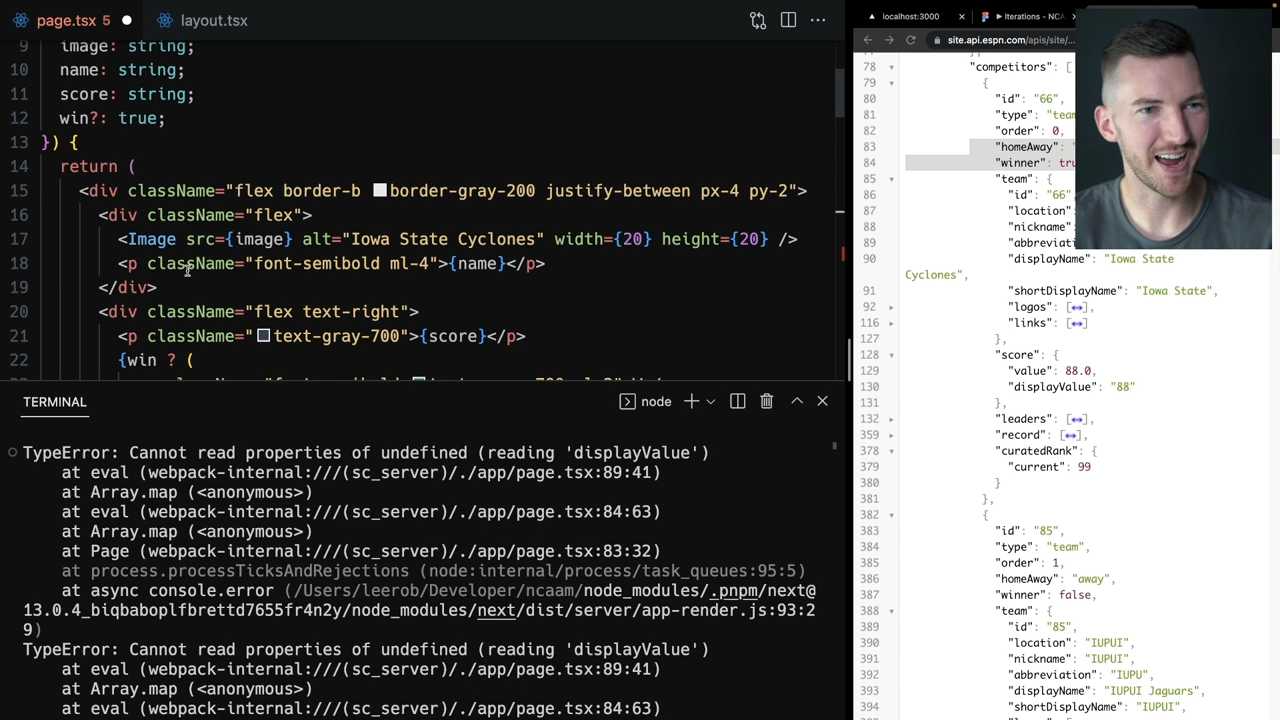 page.tsx 5
layout.tsx
9 image: string;
10 name: string;
11 score: string;
12 win?: true;
13 }) {
14 return (
15 <div className="flex border-b border-gray-200 justify-between px-4 py-2">
16 <div className="flex">
17 <Image src={image} alt="Iowa State Cyclones" width={20} height={20} />
18 <p className="font-semibold ml-4">{name}</p>
19 </div>
20 <div className="flex text-right">
21 <p className="text-gray-700">{score}</p>
22 {win ? (
TERMINAL
node
TypeError: Cannot read properties of undefined (reading 'displayValue')
at eval (webpack-internal:///(sc_server)/./app/page.tsx:89:41)
at Array.map (<anonymous>)
at eval (webpack-internal:///(sc_server)/./app/page.tsx:84:63)
at Array.map (<anonymous>)
at Page (webpack-internal:///(sc_server)/./app/page.tsx:83:32)
at process.processTicksAndRejections (node:internal/process/task_queues:95:5)
at async console.error (/Users/leerob/Developer/ncaam/node_modules/.pnpm/next@
13.0.4_biqbaboplfbrettd7655fr4n2y/node_modules/next/dist/server/app-render.js:93:2
9)
TypeError: Cannot read properties of undefined (reading 'displayValue')
at eval (webpack-internal:///(sc_server)/./app/page.tsx:89:41)
at Array.map (<anonymous>)
at eval (webpack-internal:///(sc_server)/./app/page.tsx:84:63)
localhost:3000
Iterations – NCA
site.api.espn.com/apis/site/...
78 "competitors": [
79 {
80 "id": "66",
81 "type": "team
82 "order": 0,
83 "homeAway": "
84 "winner": tru
85 "team": {
86 "id": "66"
87 "location"
88 "nickname"
89 "abbreviati
90 "displayName": "Iowa State
Cyclones",
91 "shortDisplayName": "Iowa State",
92 "logos": [↔],
116 "links": [↔]
127 },
128 "score": {
129 "value": 88.0,
130 "displayValue": "88"
131 },
132 "leaders": [↔],
359 "record": [↔],
378 "curatedRank": {
379 "current": 99
380 }
381 },
382 {
383 "id": "85",
384 "type": "team",
385 "order": 1,
386 "homeAway": "away",
387 "winner": false,
388 "team": {
389 "id": "85",
390 "location": "IUPUI",
391 "nickname": "IUPUI",
392 "abbreviation": "IUPU",
393 "displayName": "IUPUI Jaguars",
394 "shortDisplayName": "IUPUI",